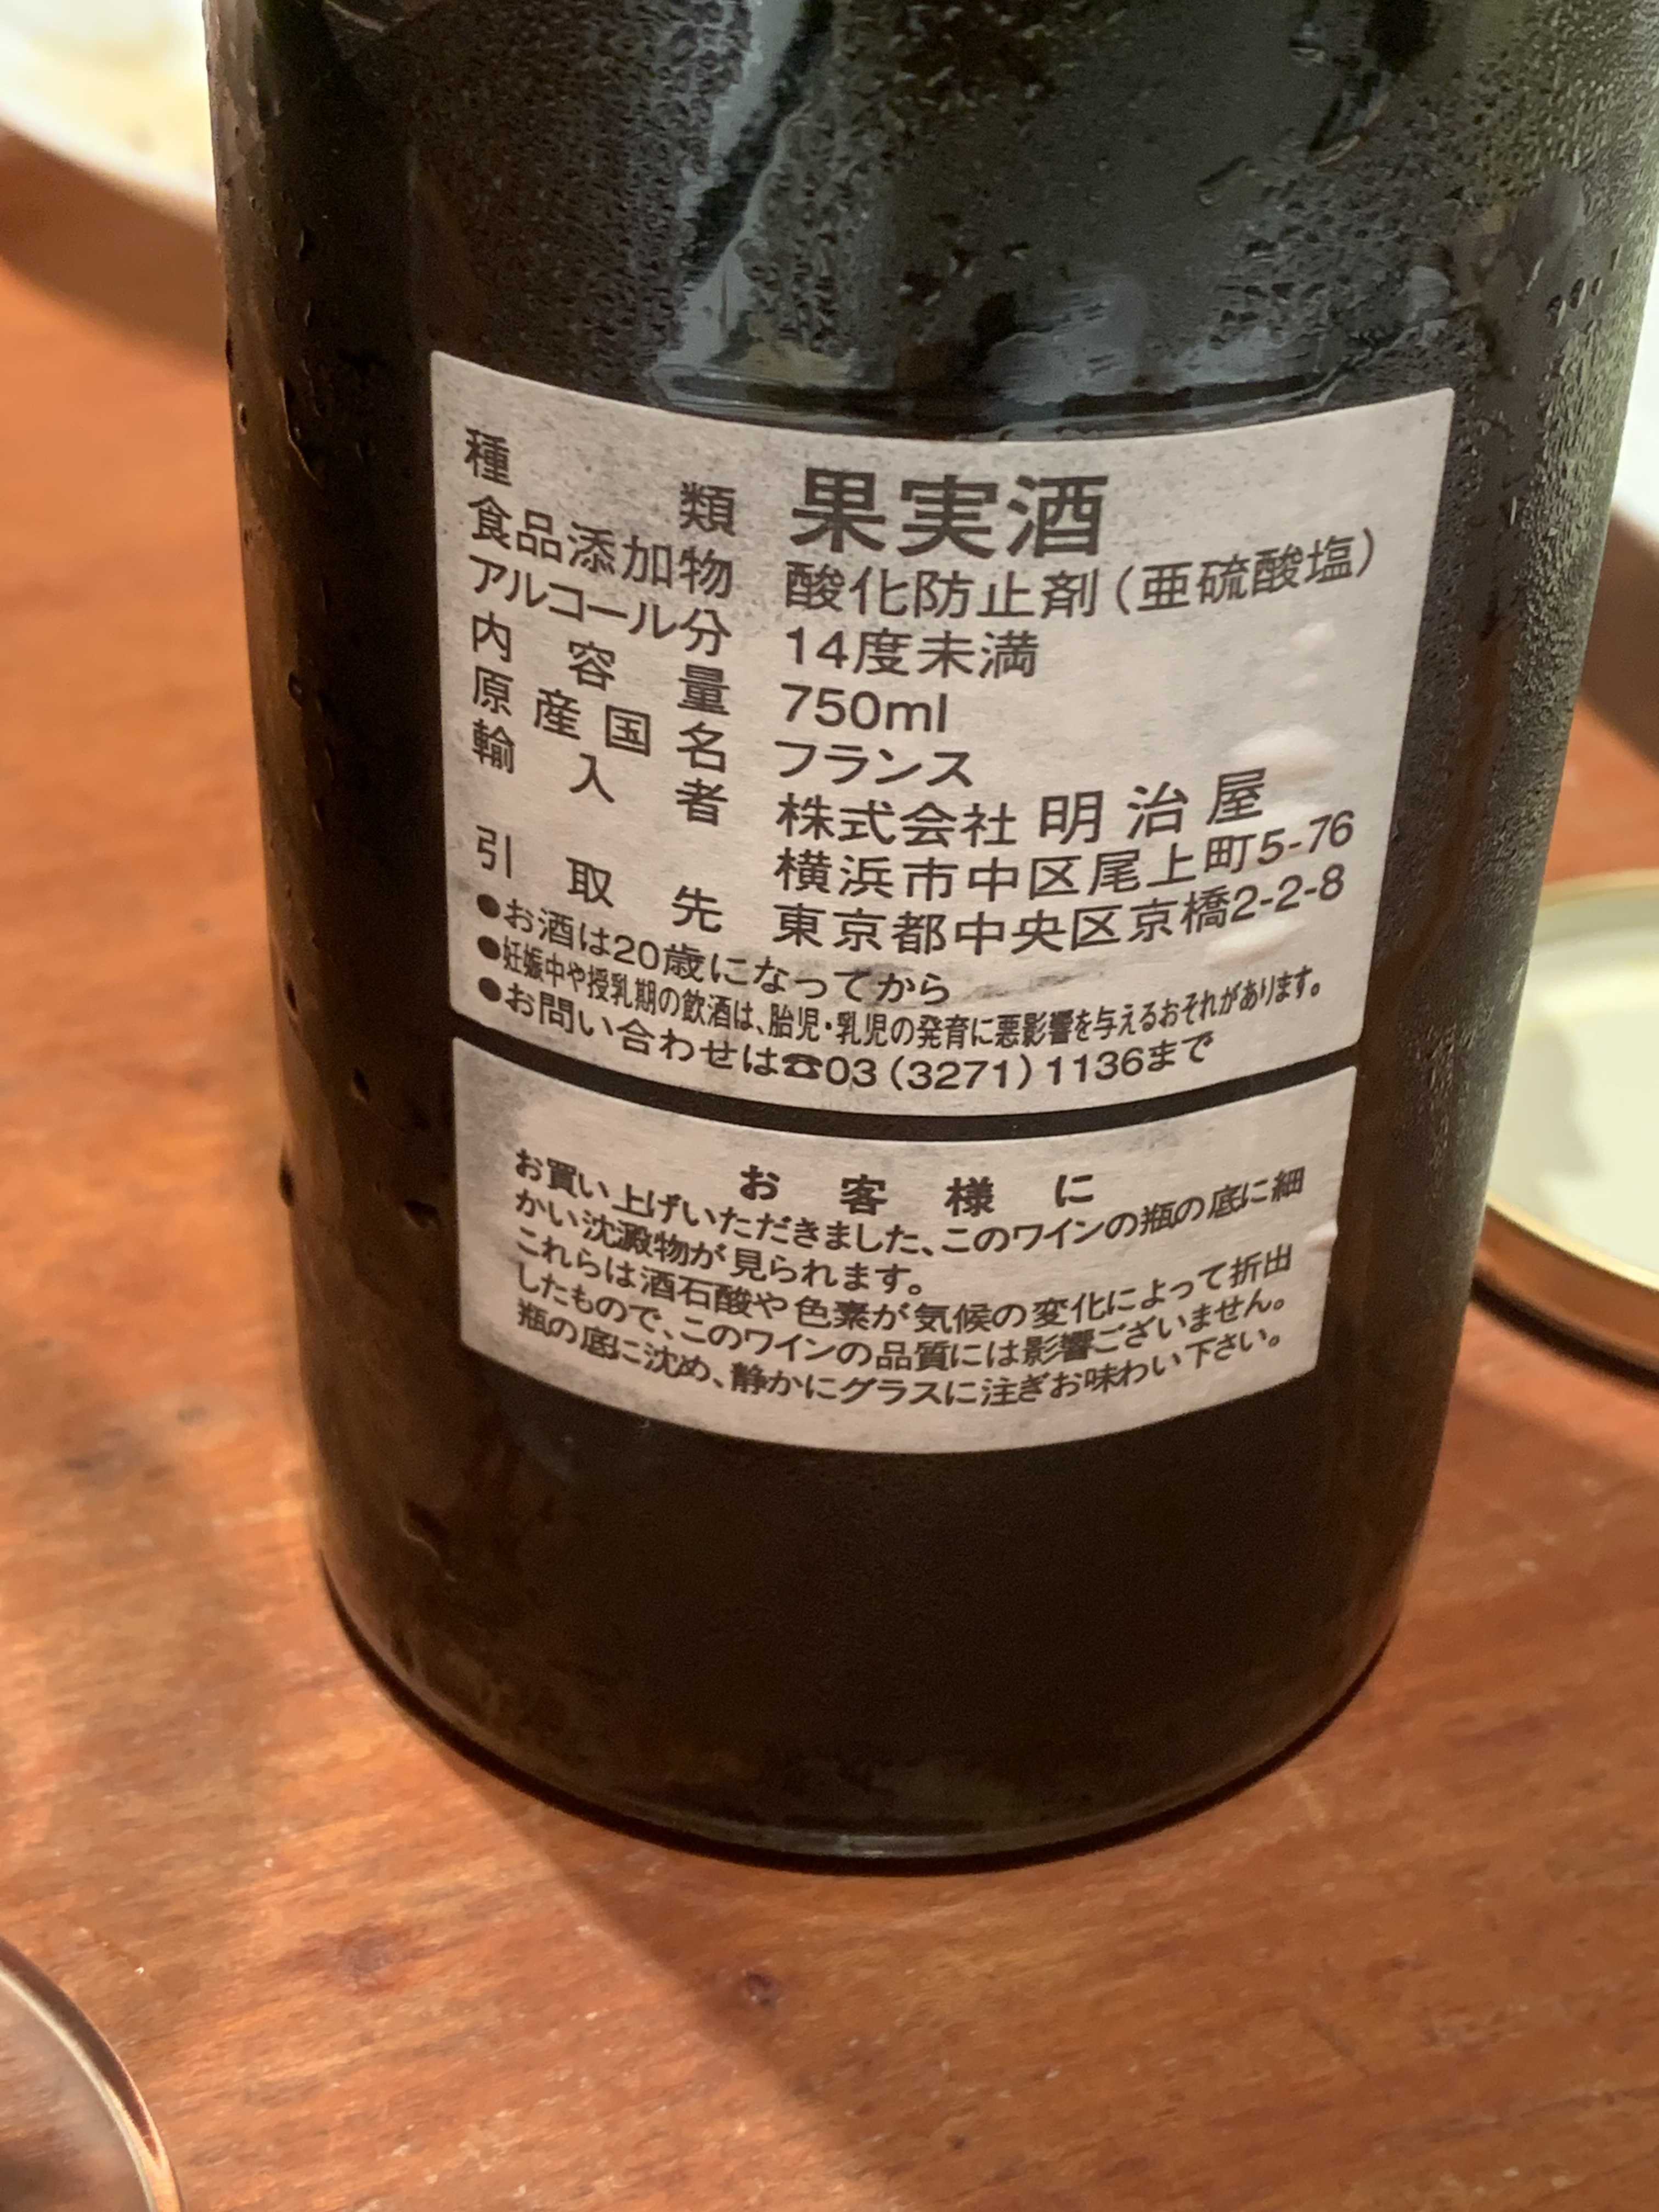 種類 果実酒
食品添加物 酸化防止剤(亜硫酸塩)
アルコール分 14度未満
内容量 750ml
原産国名 フランス
輸入者 株式会社 明治屋
横浜市中区尾上町5-76
引取先 東京都中央区京橋2-2-8
●お酒は20歳になってから
●妊娠中や授乳期の飲酒は、胎児・乳児の発育に悪影響を与えるおそれがあります。
●お問い合わせは☎03(3271)1136まで
お客様に
お買い上げいただきました、このワインの瓶の底に細
かい沈澱物が見られます。
これらは酒石酸や色素が気候の変化によって折出
したもので、このワインの品質には影響ございません。
瓶の底に沈め、静かにグラスに注ぎお味わい下さい。